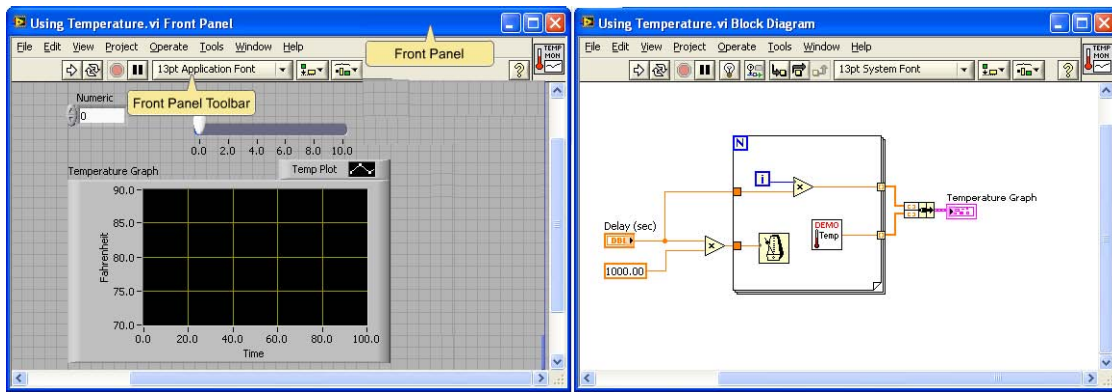 Using Temperature.vi Front Panel
File Edit View Project Operate Tools Window Help
Front Panel
TEMP
MON
13pt Application Font
?
Numeric
0
Front Panel Toolbar
0.0 2.0 4.0 6.0 8.0 10.0
Temperature Graph
Temp Plot
90.0
85.0
80.0
75.0
70.0
Fahrenheit
0.0 20.0 40.0 60.0 80.0 100.0
Time
Using Temperature.vi Block Diagram
File Edit View Project Operate Tools Window Help
TEMP
MON
13pt System Font
?
N
i
×
Temperature Graph
Delay (sec)
DBL
×
DEMO
Temp
1000.00